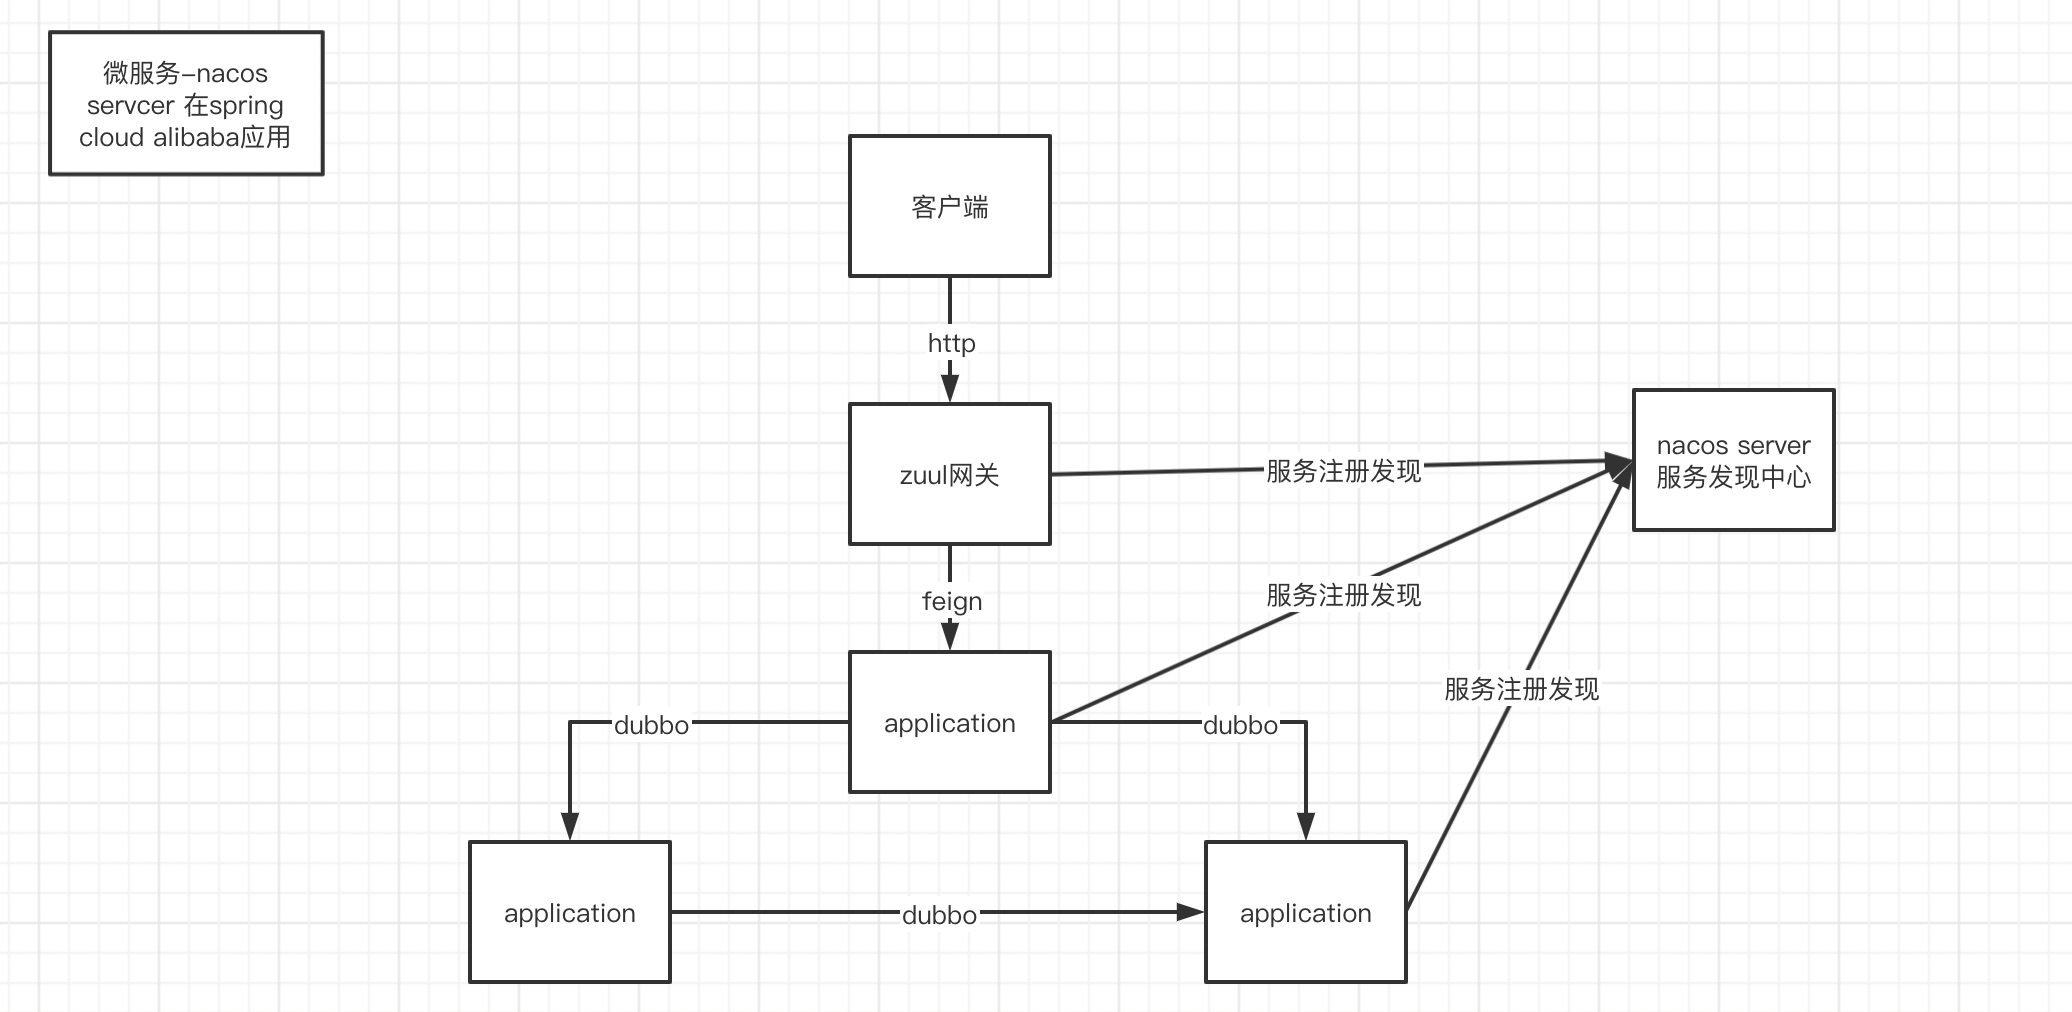 微服务-nacos
servcer 在spring
cloud alibaba应用
客户端
http
zuul网关
服务注册发现
nacos server
服务发现中心
feign
服务注册发现
服务注册发现
dubbo
application
dubbo
application
dubbo
application